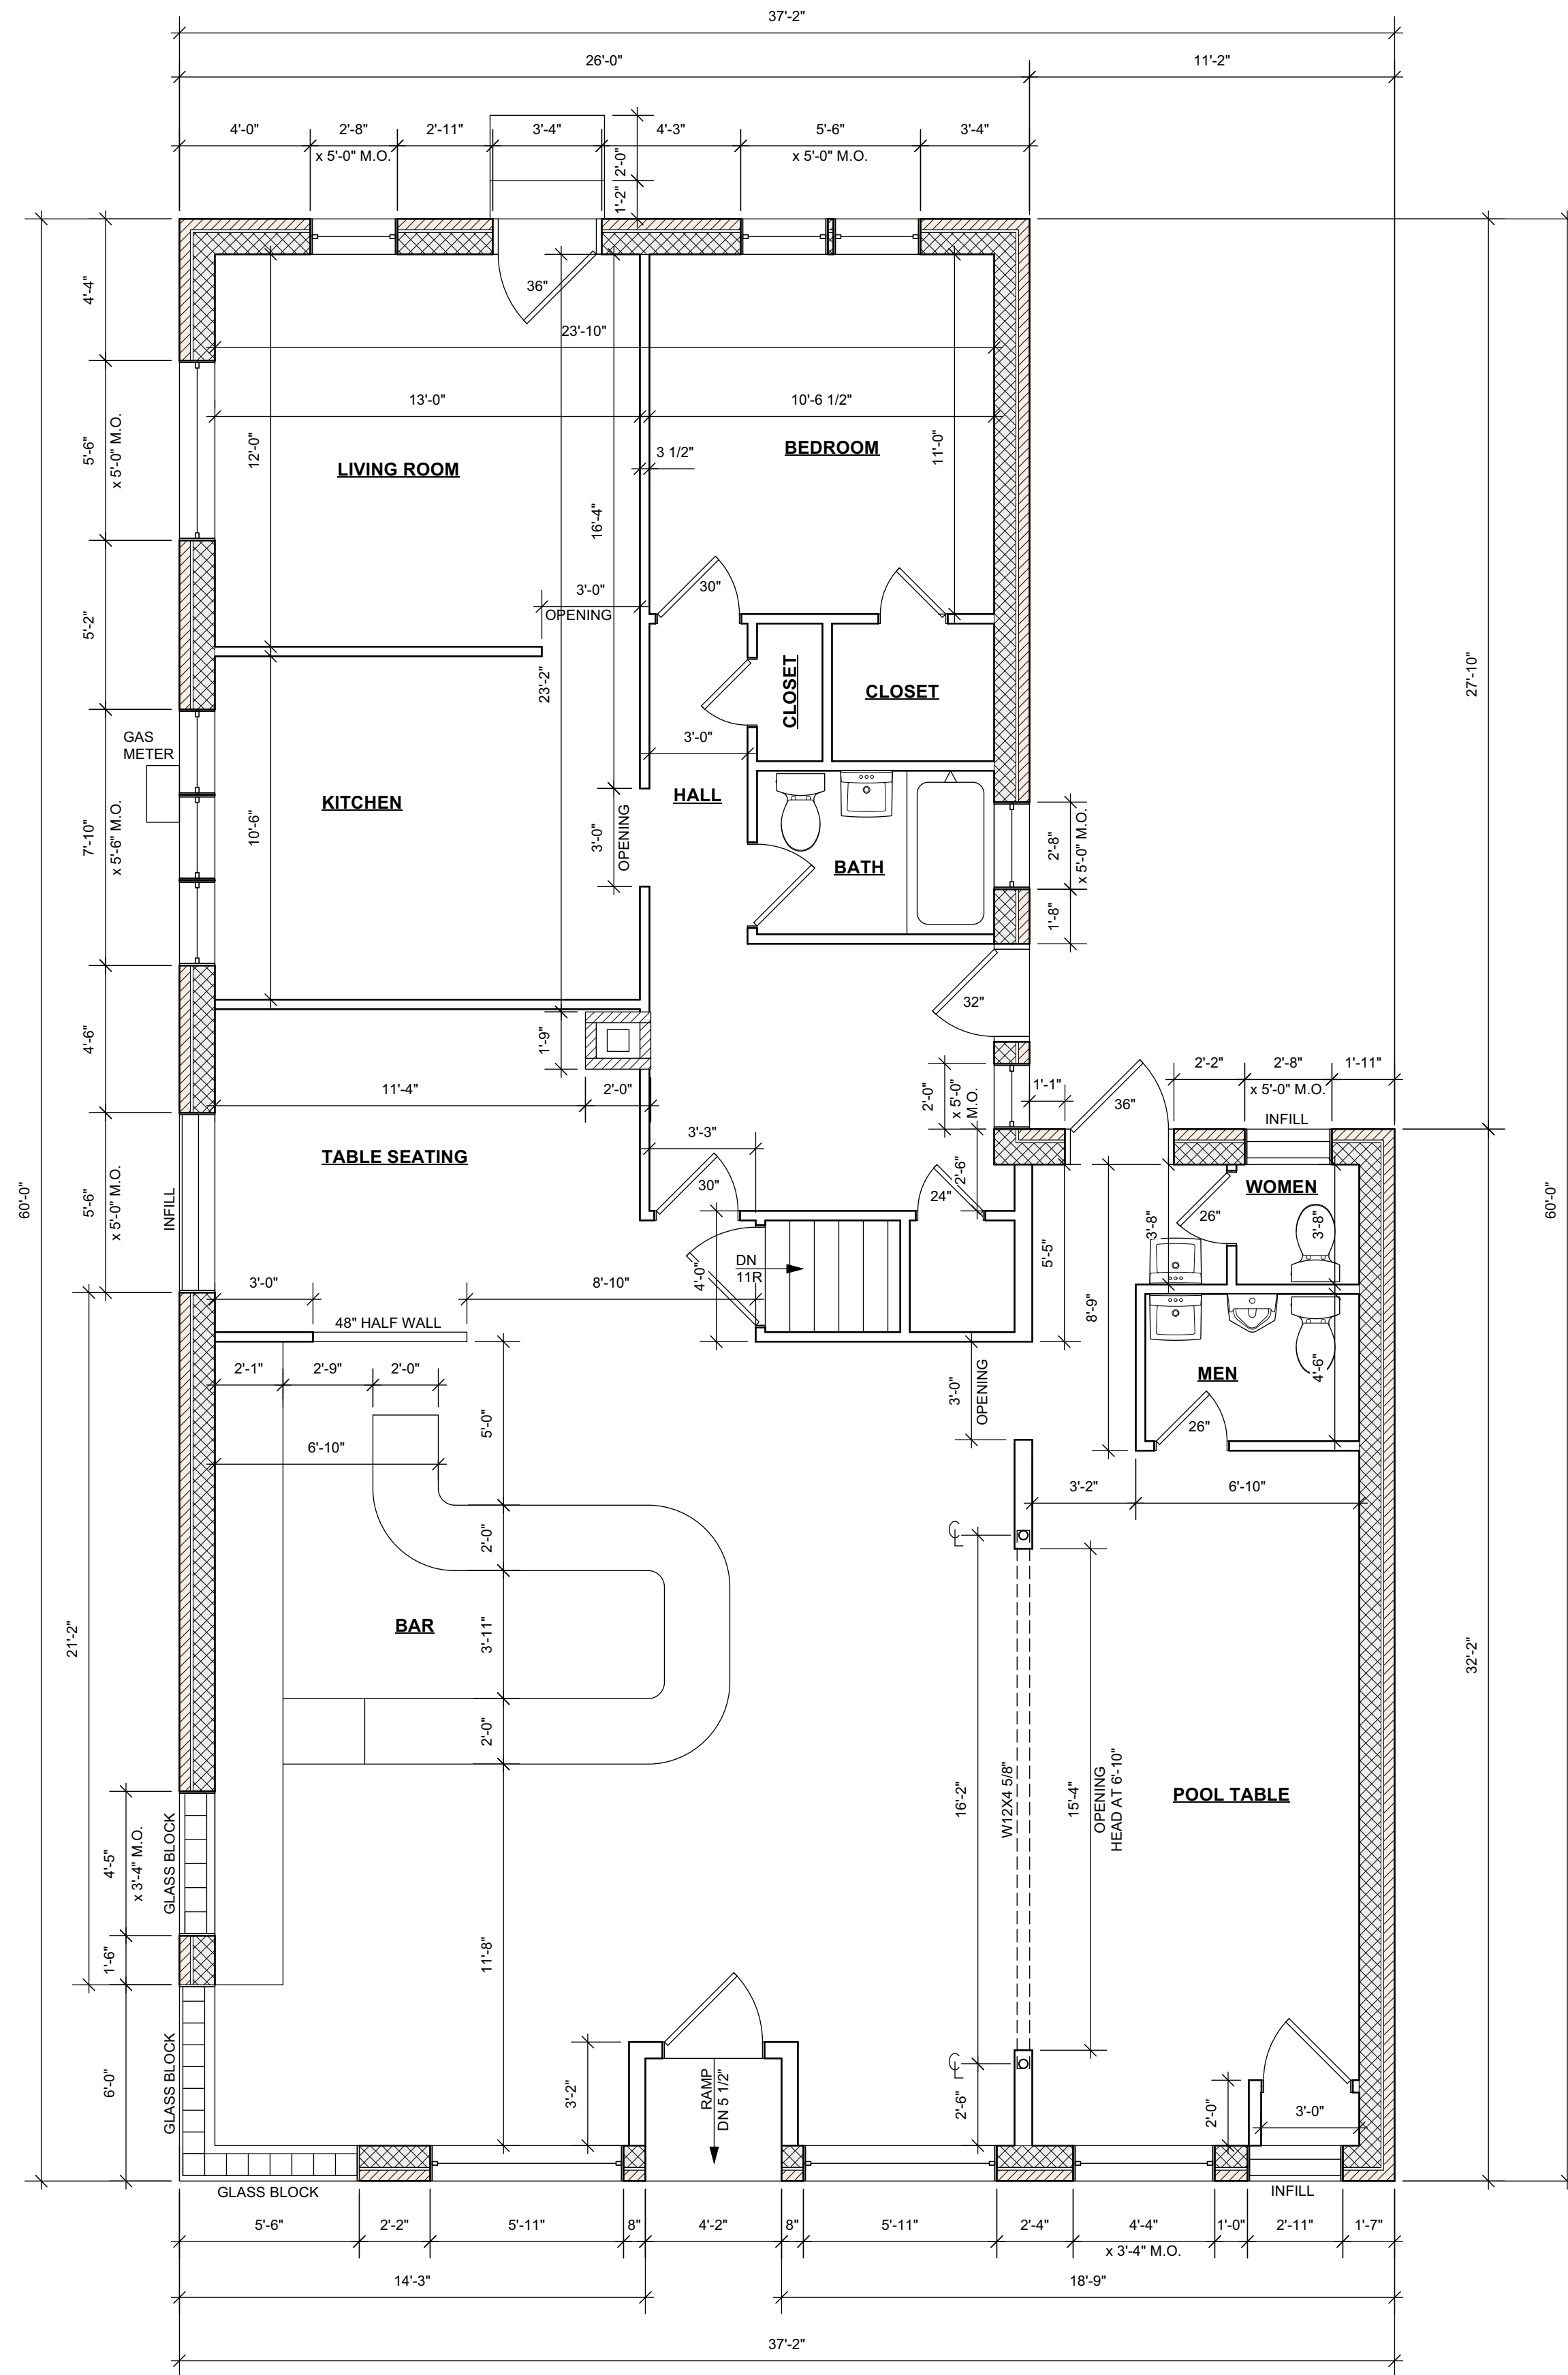 37'-2"
26'-0"
11'-2"
4'-0"
2'-8"
x 5'-0" M.O.
2'-11"
3'-4"
2'-0"
1'-2"
4'-3"
5'-6"
x 5'-0" M.O.
3'-4"
36"
23'-10"
4'-4"
13'-0"
10'-6 1/2"
3 1/2"
12'-0"
LIVING ROOM
BEDROOM
11'-0"
5'-6"
x 5'-0" M.O.
16'-4"
3'-0"
OPENING
30"
5'-2"
23'-2"
CLOSET
CLOSET
27'-10"
GAS
METER
3'-0"
KITCHEN
HALL
10'-6"
7'-10"
x 5'-6" M.O.
3'-0"
OPENING
BATH
2'-8"
x 5'-0" M.O.
1'-8"
32"
4'-6"
1'-9"
11'-4"
2'-0"
2'-0"
x 5'-0"
M.O.
1'-1"
36"
2'-2"
2'-8"
x 5'-0" M.O.
1'-11"
INFILL
TABLE SEATING
3'-3"
30"
2'-6"
24"
WOMEN
26"
3'-8"
3'-8"
60'-0"
60'-0"
5'-6"
x 5'-0" M.O.
INFILL
DN
11R
4'-0"
5'-5"
3'-0"
8'-10"
48" HALF WALL
8'-9"
2'-1"
2'-9"
2'-0"
3'-0"
OPENING
MEN
4'-6"
26"
5'-0"
6'-10"
3'-2"
6'-10"
C
L
2'-0"
BAR
3'-11"
21'-2"
2'-0"
32'-2"
16'-2"
W12X4 5/8"
15'-4"
OPENING
HEAD AT 6'-10"
POOL TABLE
4'-5"
x 3'-4" M.O.
GLASS BLOCK
1'-6"
11'-8"
6'-0"
GLASS BLOCK
3'-2"
RAMP
DN 5 1/2"
C
L
2'-6"
2'-0"
3'-0"
GLASS BLOCK
INFILL
5'-6"
2'-2"
5'-11"
8"
4'-2"
8"
5'-11"
2'-4"
4'-4"
x 3'-4" M.O.
1'-0"
2'-11"
1'-7"
14'-3"
18'-9"
37'-2"